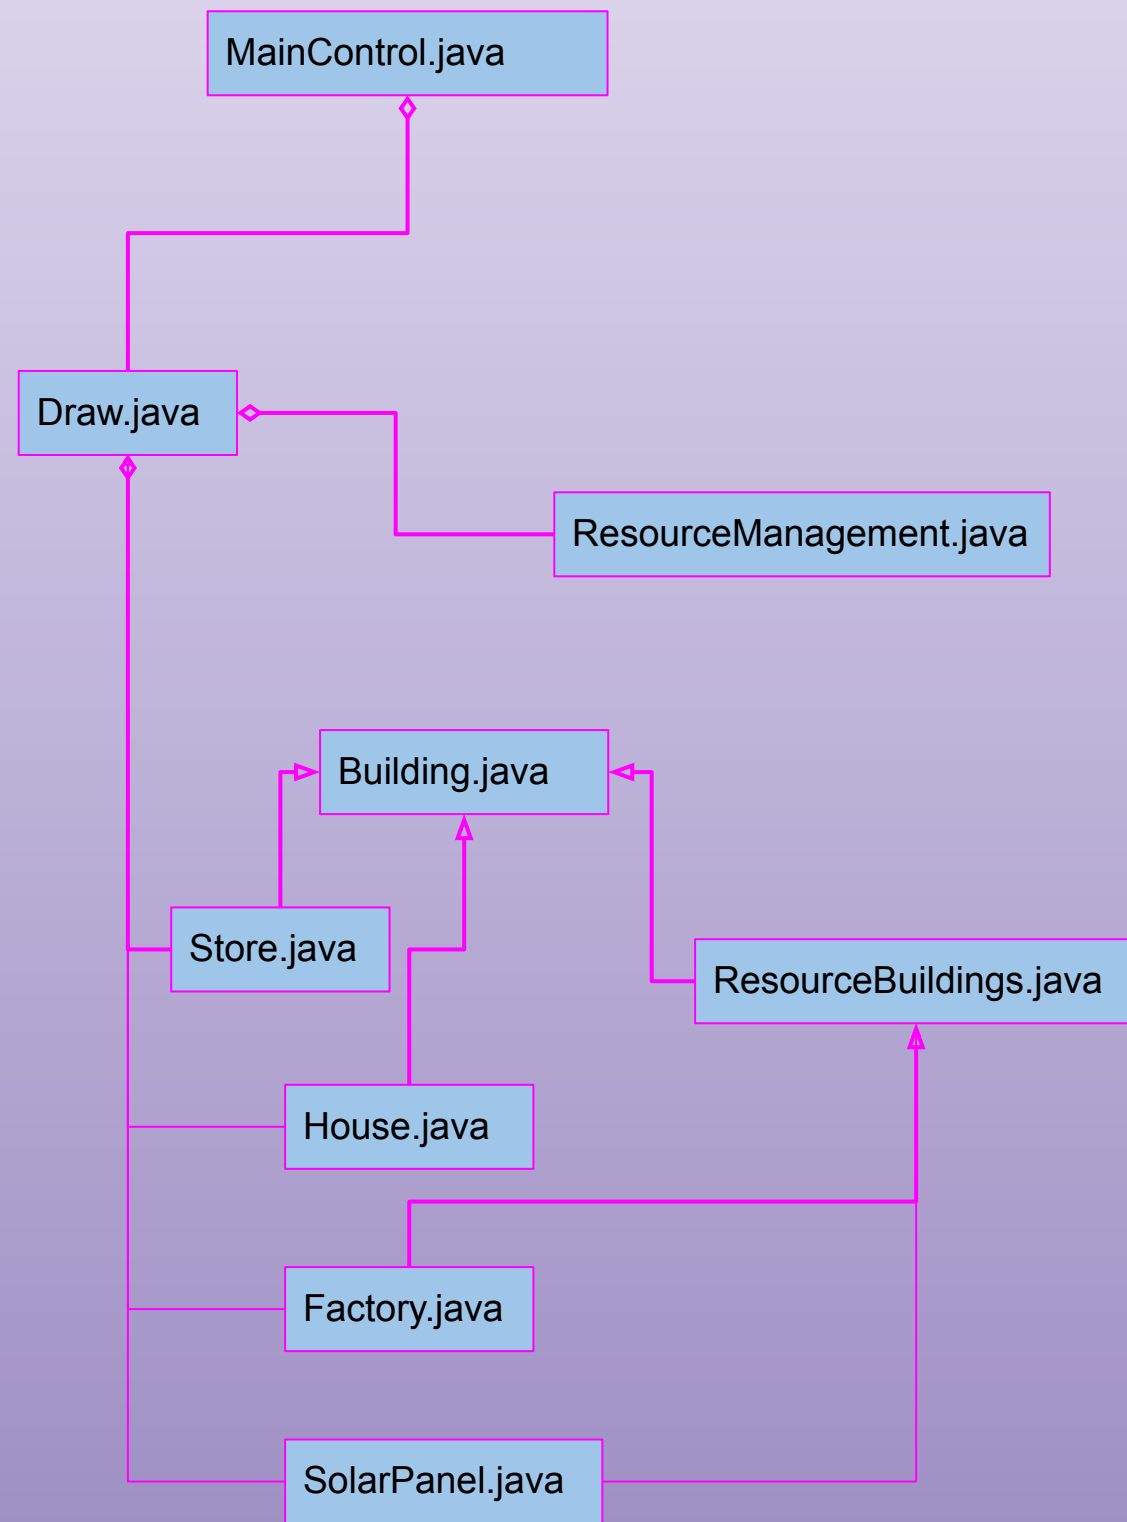 MainControl.java
Draw.java
ResourceManagement.java
Building.java
Store.java
ResourceBuildings.java
House.java
Factory.java
SolarPanel.java